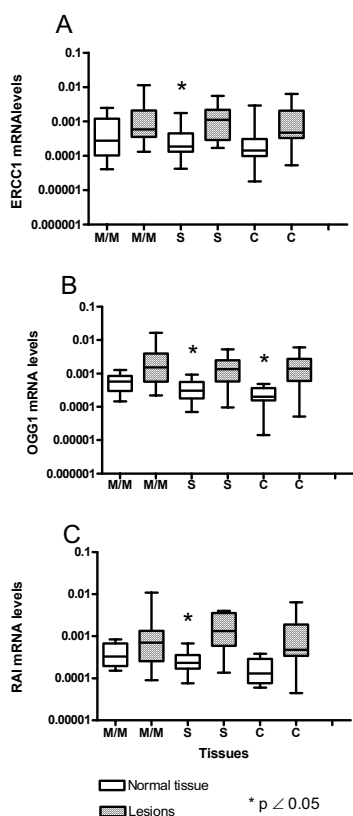 A
ERCC1 mRNAlevels
0.1
0.01
0.001
0.0001
0.00001
0.000001
*
M/M M/M S S C C
B
OGG1 mRNA levels
0.1
0.01
0.001
0.0001
0.00001
0.000001
* *
M/M M/M S S C C
C
RAI mRNA levels
0.1
0.01
0.001
0.0001
0.00001
*
M/M M/M S S C C
Tissues
Normal tissue
Lesions
* p ∠ 0.05